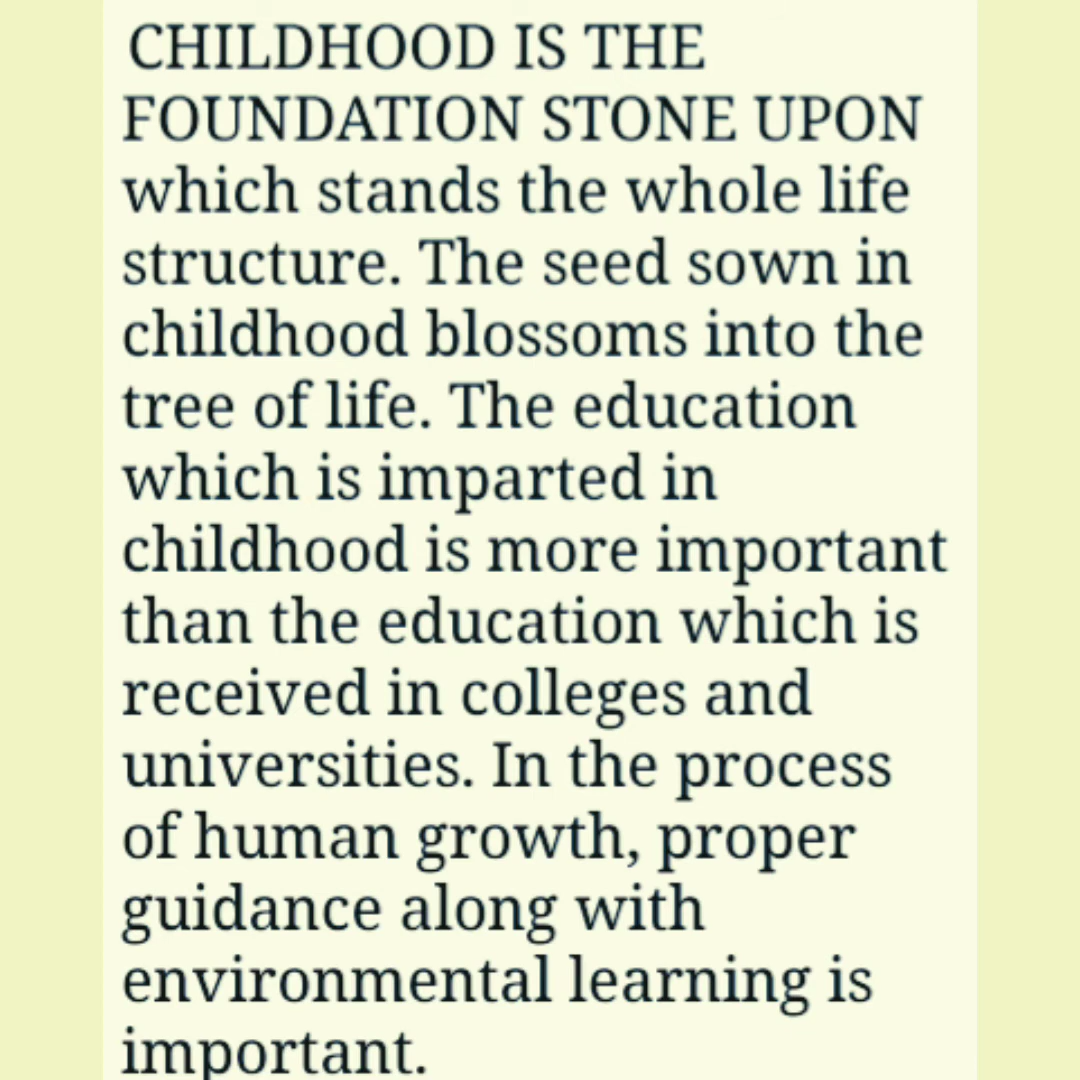 CHILDHOOD IS THE
FOUNDATION STONE UPON
which stands the whole life
structure. The seed sown in
childhood blossoms into the
tree of life. The education
which is imparted in
childhood is more important
than the education which is
received in colleges and
universities. In the process
of human growth, proper
guidance along with
environmental learning is
important.